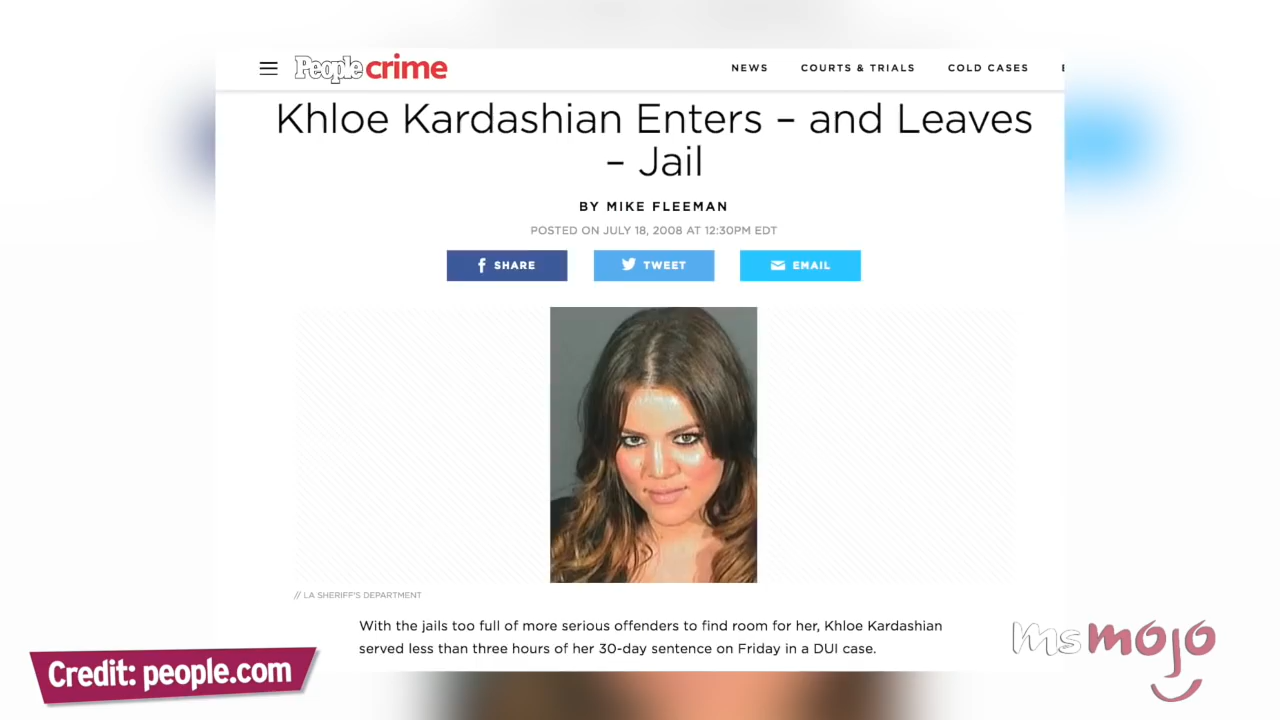 People crime
NEWS COURTS & TRIALS COLD CASES
Khloe Kardashian Enters – and Leaves
– Jail
BY MIKE FLEEMAN
POSTED ON JULY 18, 2008 AT 12:30PM EDT
SHARE TWEET EMAIL
// LA SHERIFF'S DEPARTMENT
With the jails too full of more serious offenders to find room for her, Khloe Kardashian
served less than three hours of her 30-day sentence on Friday in a DUI case.
Credit: people.com
msmojo